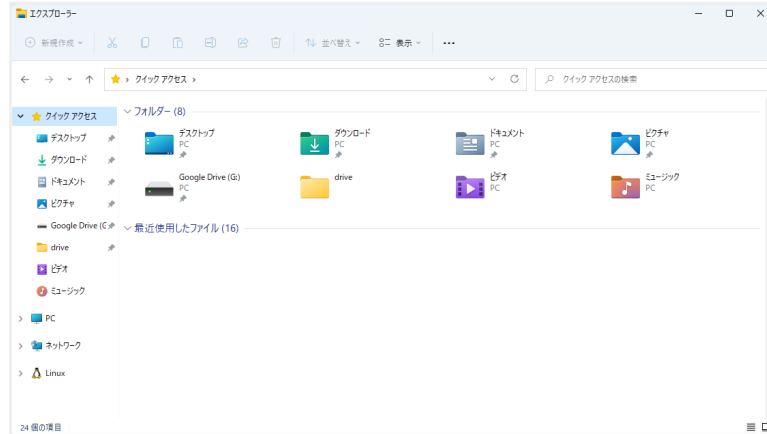 エクスプローラー
新規作成 並べ替え 表示 ...
クイック アクセス
クイック アクセスの検索
クイック アクセス
デスクトップ
ダウンロード
ドキュメント
ピクチャ
Google Drive (G
drive
ビデオ
ミュージック
PC
ネットワーク
Linux
フォルダー (8)
デスクトップ
PC
ダウンロード
PC
ドキュメント
PC
ピクチャ
PC
Google Drive (G:)
PC
drive
ビデオ
PC
ミュージック
PC
最近使用したファイル (16)
24 個の項目